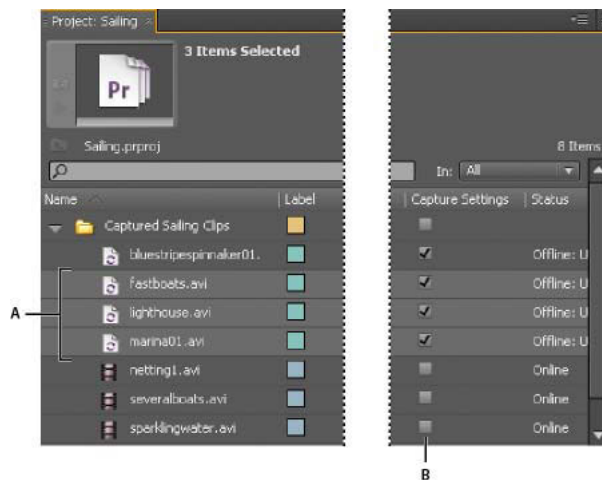 Project: Sailing
3 Items Selected
Pr
Sailing.prproj
8 Items
In: All
Name Label Capture Settings Status
Captured Sailing Clips
bluestripespinnaker01. Offline: U
fastboats.avi Offline: U
lighthouse.avi Offline: U
marina01.avi Offline: U
netting1.avi Online
severalboats.avi Online
sparklingwater.avi Online
A
B